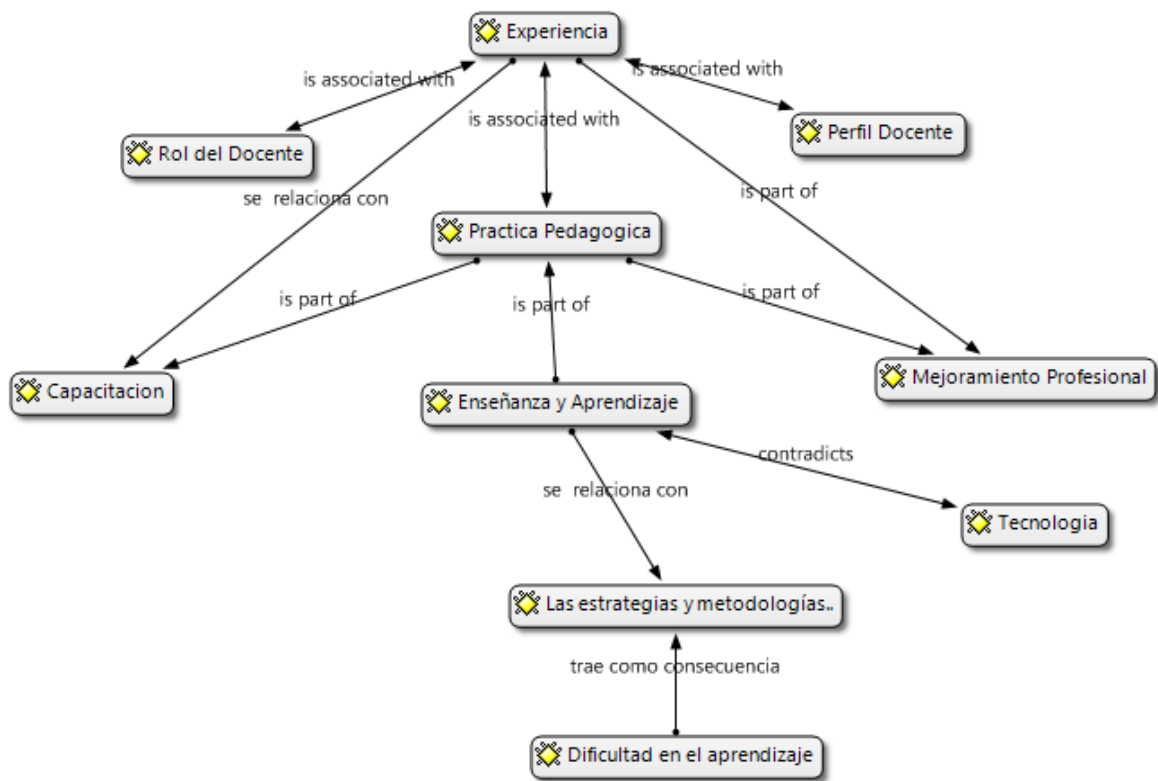 Experiencia
is associated with
is associated with
is associated with
Perfil Docente
Rol del Docente
se relaciona con
is part of
Practica Pedagogica
is part of
is part of
is part of
Capacitacion
Mejoramiento Profesional
Enseñanza y Aprendizaje
contradicts
se relaciona con
Tecnologia
Las estrategias y metodologías..
trae como consecuencia
Dificultad en el aprendizaje